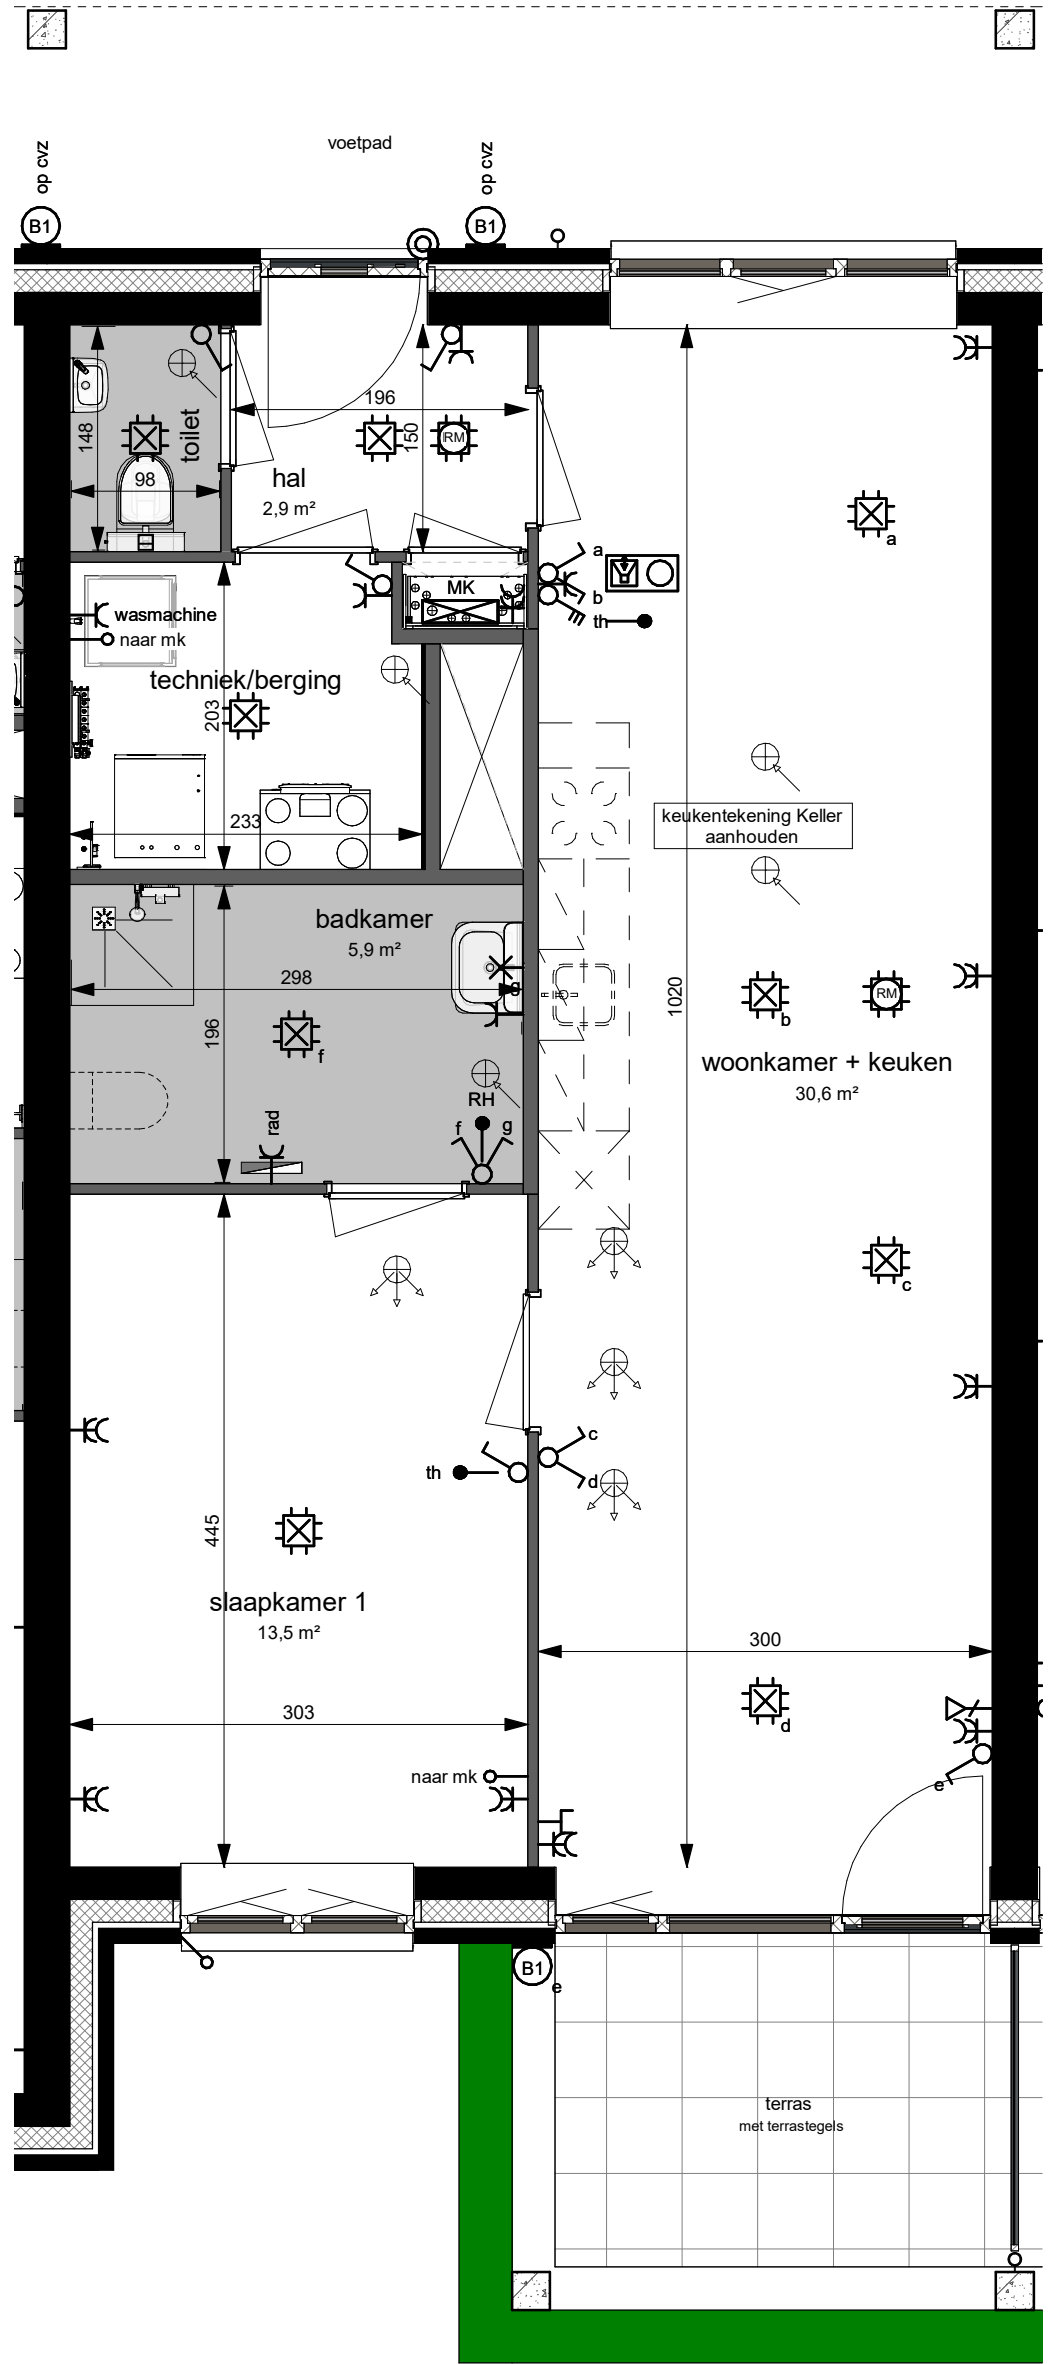 voetpad
op cvz
op cvz
B1
B1
196
148
toilet
150
RM
98
hal
2,9 m²
a
a
MK
b
th
wasmachine
naar mk
techniek/berging
203
233
keukentekening Keller
aanhouden
badkamer
5,9 m²
298
g
1020
196
f
b
RM
woonkamer + keuken
30,6 m²
RH
rad
f
g
c
c
d
th
445
slaapkamer 1
13,5 m²
300
303
d
naar mk
e
B1
e
terras
met terrastegels